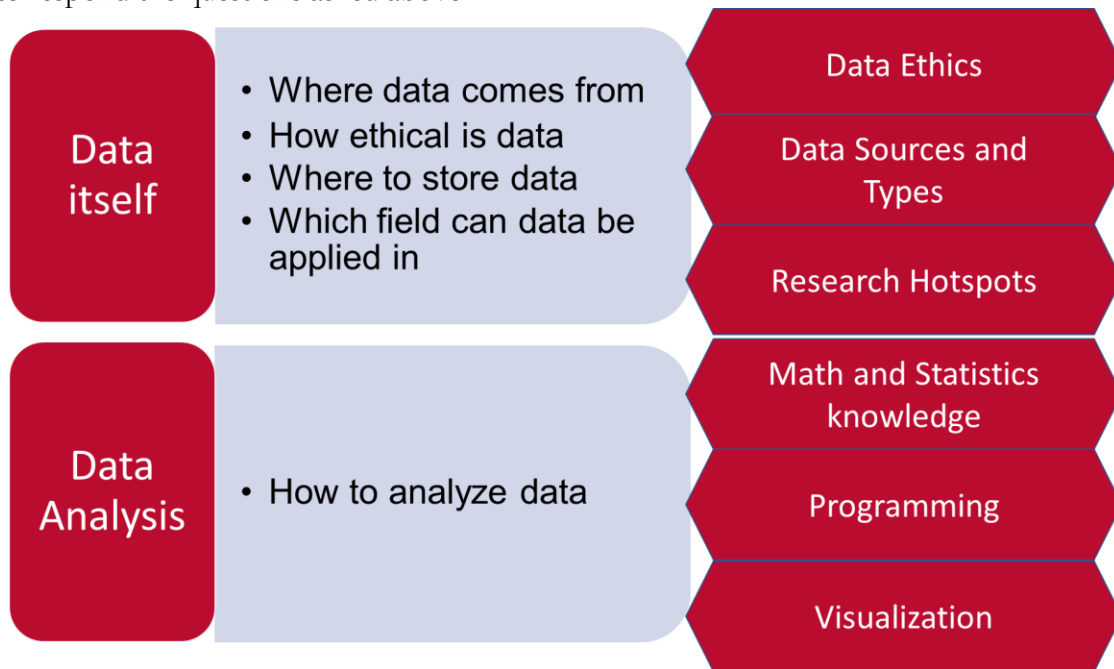 Data
itself
• Where data comes from
• How ethical is data
• Where to store data
• Which field can data be
applied in
Data Ethics
Data Sources and
Types
Research Hotspots
Data
Analysis
• How to analyze data
Math and Statistics
knowledge
Programming
Visualization